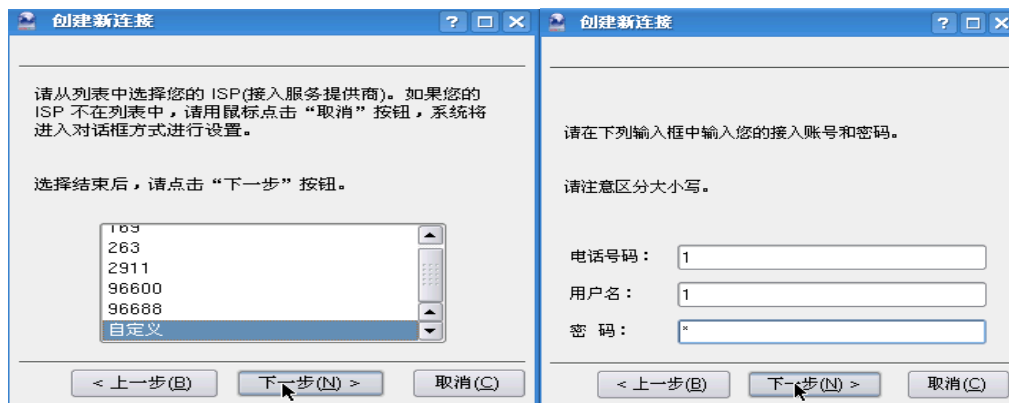 创建新连接
请从列表中选择您的 ISP(接入服务提供商)。如果您的
ISP 不在列表中，请用鼠标点击“取消”按钮，系统将
进入对话框方式进行设置。
选择结束后，请点击“下一步”按钮。
169
263
2911
96600
96688
自定义
< 上一步(B)
下一步(N) >
取消(C)
创建新连接
请在下列输入框中输入您的接入账号和密码。
请注意区分大小写。
电话号码： 1
用户名： 1
密 码： *
< 上一步(B)
下一步(N) >
取消(C)